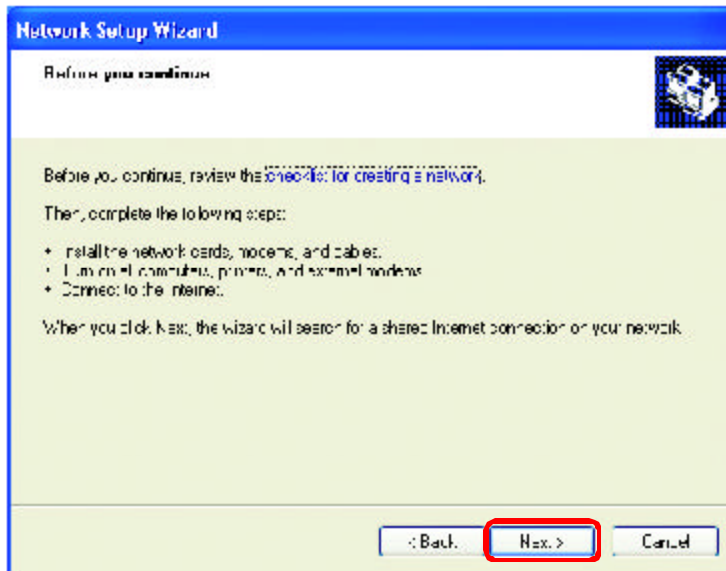 Network Setup Wizard
Before you continue
Before you continue, review the checklist for creating a network.
Then, complete the following steps:
• Install the network cards, modems, and cables.
• Turn on all computers, printers, and external modems.
• Connect to the Internet.
When you click Next, the wizard will search for a shared Internet connection on your network.
< Back
Next >
Cancel